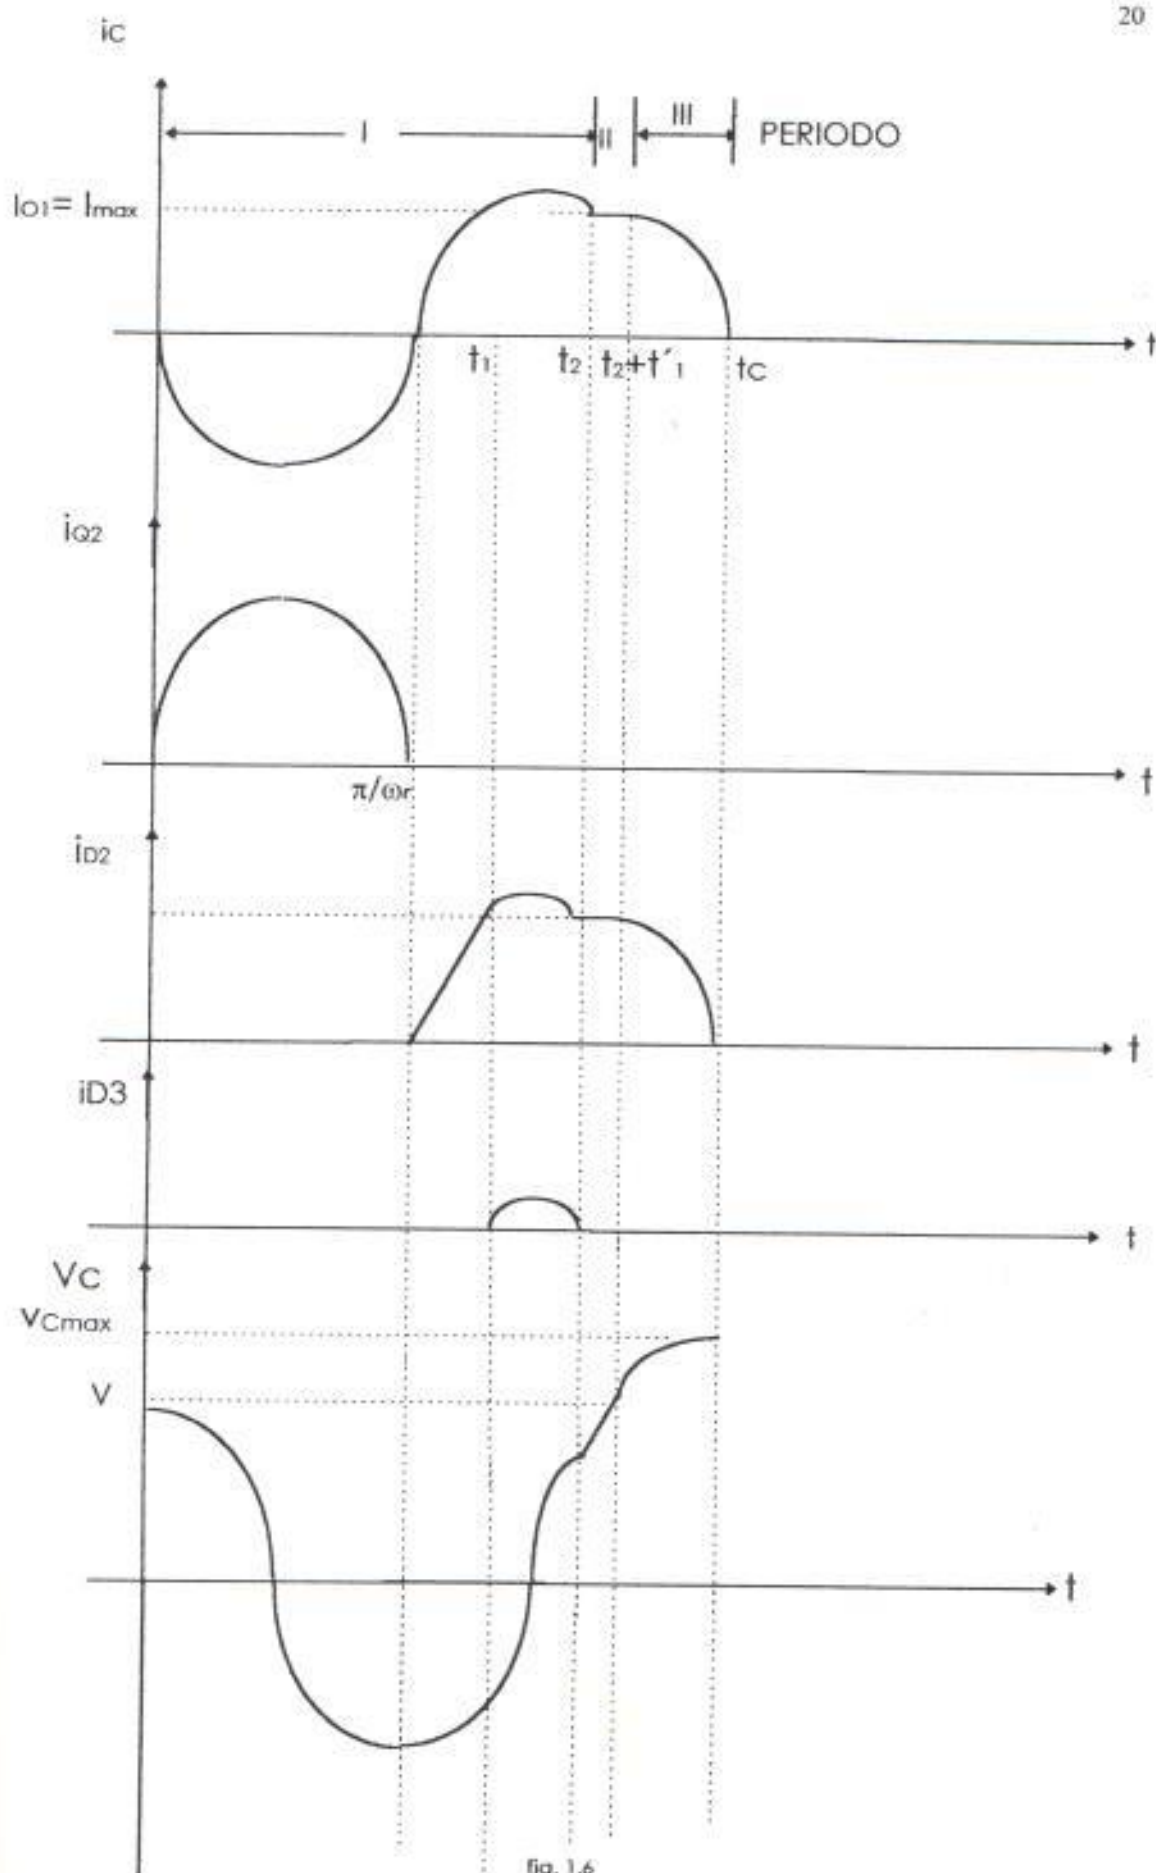 20
iC
I II III PERIODO
IO1= Imax
t
t1 t2 t2+t´1 tC
iQ2
π/ωr
t
iD2
t
iD3
t
VC
vCmax
V
t
fig. 1.6